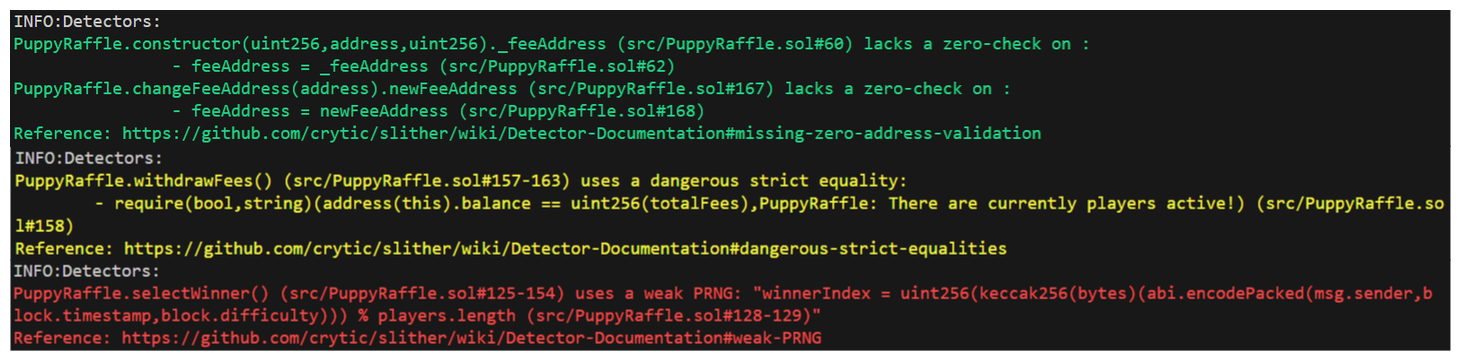 INFO:Detectors:
PuppyRaffle.constructor(uint256,address,uint256)._feeAddress (src/PuppyRaffle.sol#60) lacks a zero-check on :
- feeAddress = _feeAddress (src/PuppyRaffle.sol#62)
PuppyRaffle.changeFeeAddress(address).newFeeAddress (src/PuppyRaffle.sol#167) lacks a zero-check on :
- feeAddress = newFeeAddress (src/PuppyRaffle.sol#168)
Reference: https://github.com/crytic/slither/wiki/Detector-Documentation#missing-zero-address-validation
INFO:Detectors:
PuppyRaffle.withdrawFees() (src/PuppyRaffle.sol#157-163) uses a dangerous strict equality:
- require(bool,string)(address(this).balance == uint256(totalFees),PuppyRaffle: There are currently players active!) (src/PuppyRaffle.so
l#158)
Reference: https://github.com/crytic/slither/wiki/Detector-Documentation#dangerous-strict-equalities
INFO:Detectors:
PuppyRaffle.selectWinner() (src/PuppyRaffle.sol#125-154) uses a weak PRNG: "winnerIndex = uint256(keccak256(bytes)(abi.encodePacked(msg.sender,b
lock.timestamp,block.difficulty))) % players.length (src/PuppyRaffle.sol#128-129)"
Reference: https://github.com/crytic/slither/wiki/Detector-Documentation#weak-PRNG